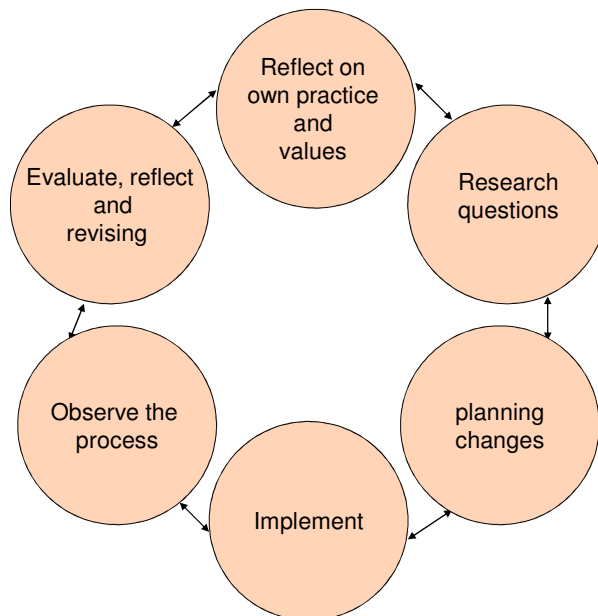 Reflect on
own practice
and
values
Research
questions
planning
changes
Implement
Observe the
process
Evaluate, reflect
and
revising